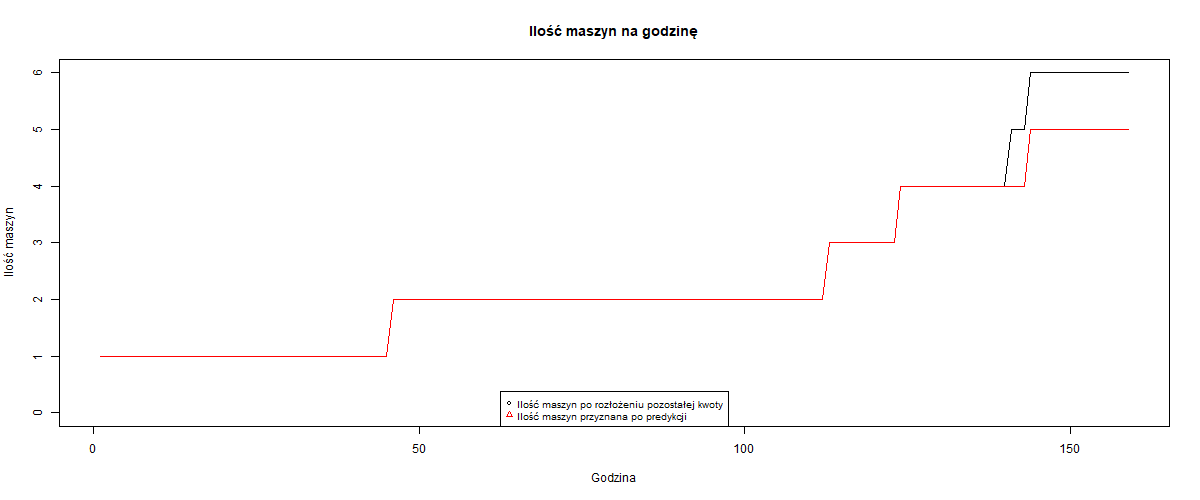 Ilość maszyn na godzinę
Ilość maszyn
6
5
4
3
2
1
0
Ilość maszyn po rozłożeniu pozostałej kwoty
Ilość maszyn przyznana po predykcji
0 50 100 150
Godzina